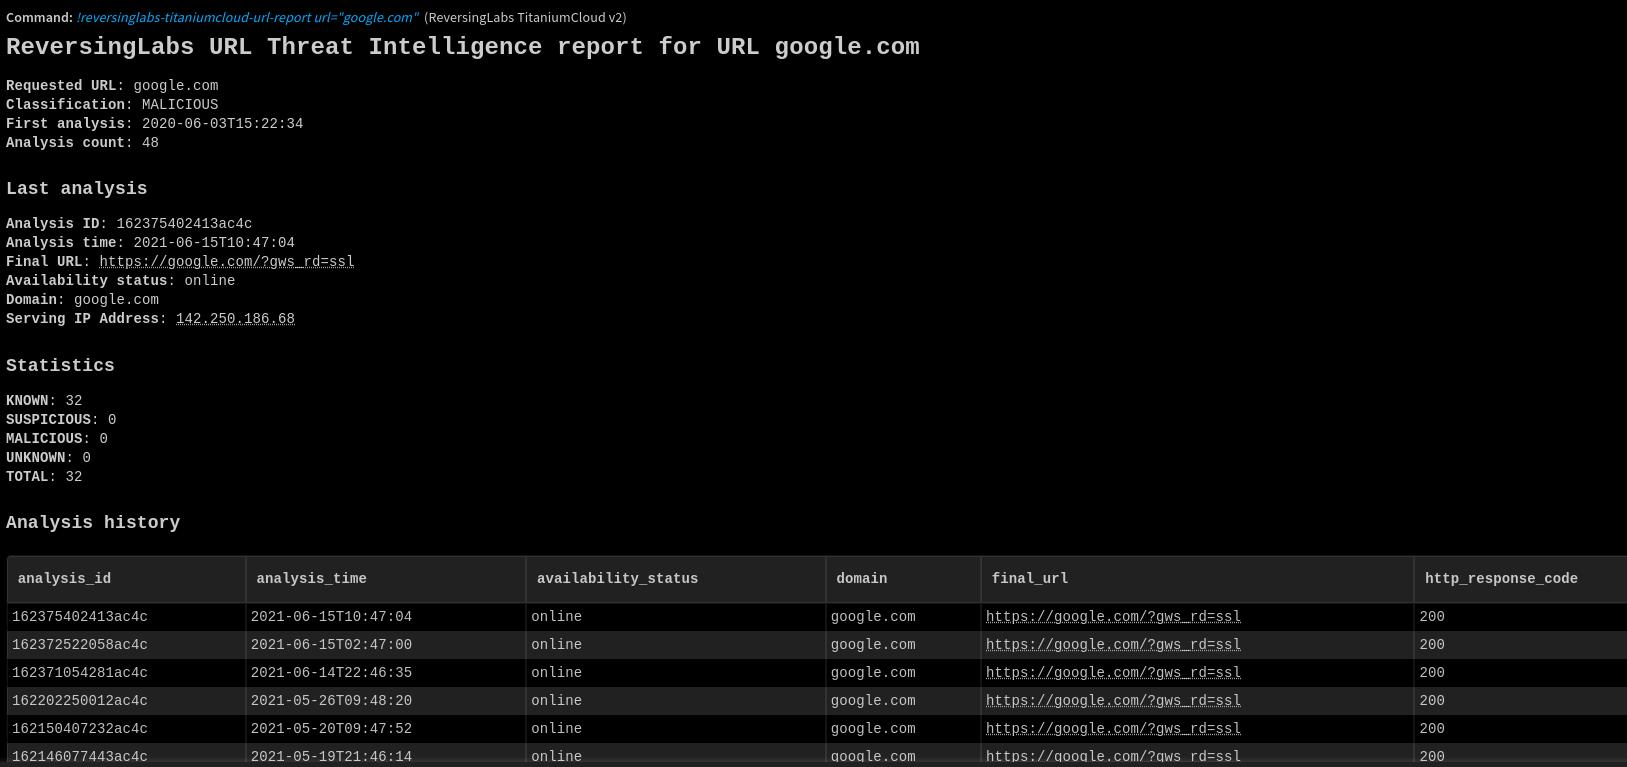 Command: !reversinglabs-titaniumcloud-url-report url="google.com" (ReversingLabs TitaniumCloud v2)
ReversingLabs URL Threat Intelligence report for URL google.com
Requested URL: google.com
Classification: MALICIOUS
First analysis: 2020-06-03T15:22:34
Analysis count: 48
Last analysis
Analysis ID: 162375402413ac4c
Analysis time: 2021-06-15T10:47:04
Final URL: https://google.com/?gws_rd=ssl
Availability status: online
Domain: google.com
Serving IP Address: 142.250.186.68
Statistics
KNOWN: 32
SUSPICIOUS: 0
MALICIOUS: 0
UNKNOWN: 0
TOTAL: 32
Analysis history
analysis_id analysis_time availability_status domain final_url http_response_code
162375402413ac4c 2021-06-15T10:47:04 online google.com https://google.com/?gws_rd=ssl 200
162372522058ac4c 2021-06-15T02:47:00 online google.com https://google.com/?gws_rd=ssl 200
162371054281ac4c 2021-06-14T22:46:35 online google.com https://google.com/?gws_rd=ssl 200
162202250012ac4c 2021-05-26T09:48:20 online google.com https://google.com/?gws_rd=ssl 200
162150407232ac4c 2021-05-20T09:47:52 online google.com https://google.com/?gws_rd=ssl 200
162146077443ac4c 2021-05-19T21:46:14 online google.com https://google.com/?gws_rd=ssl 200